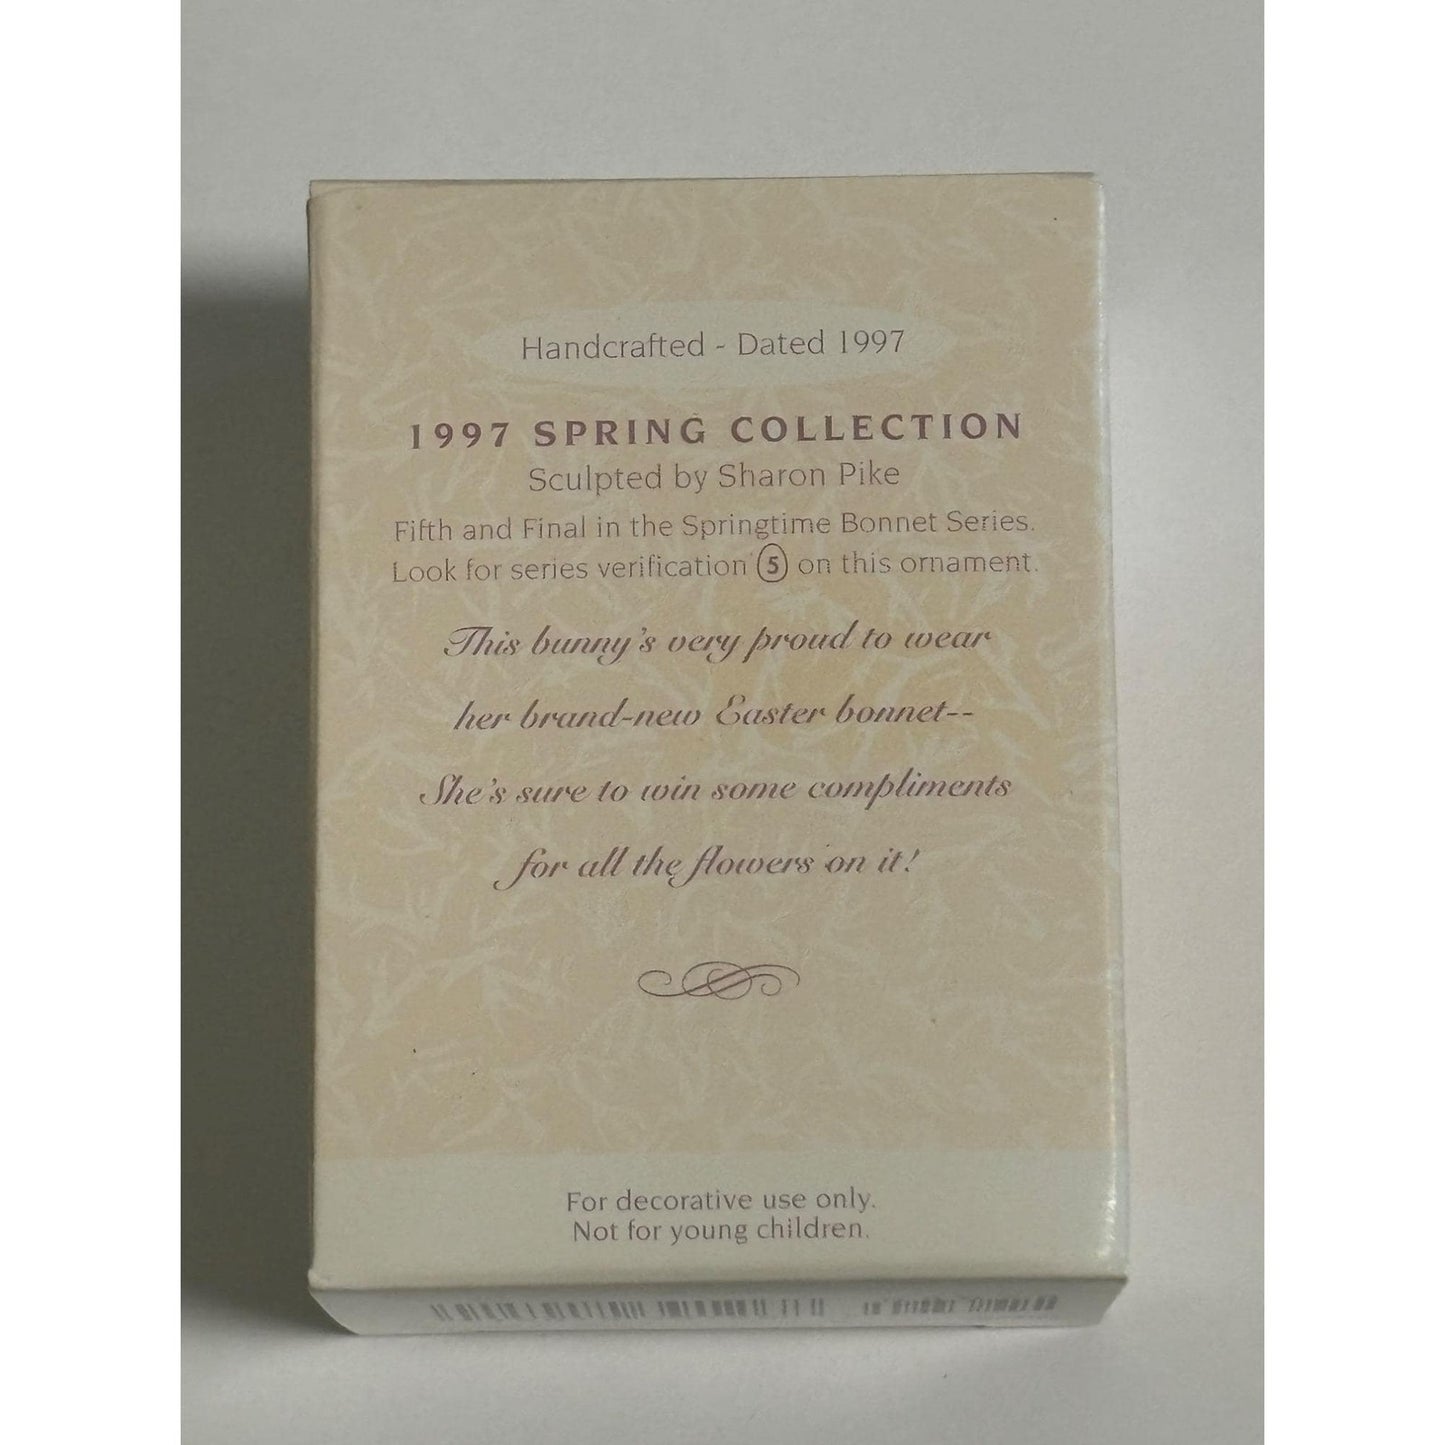 Handcrafted - Dated 1997
1997 SPRING COLLECTION
Sculpted by Sharon Pike
Fifth and Final in the Springtime Bonnet Series.
Look for series verification 5 on this ornament.
This bunny's very proud to wear
her brand-new Easter bonnet--
She's sure to win some compliments
for all the flowers on it!
For decorative use only.
Not for young children.